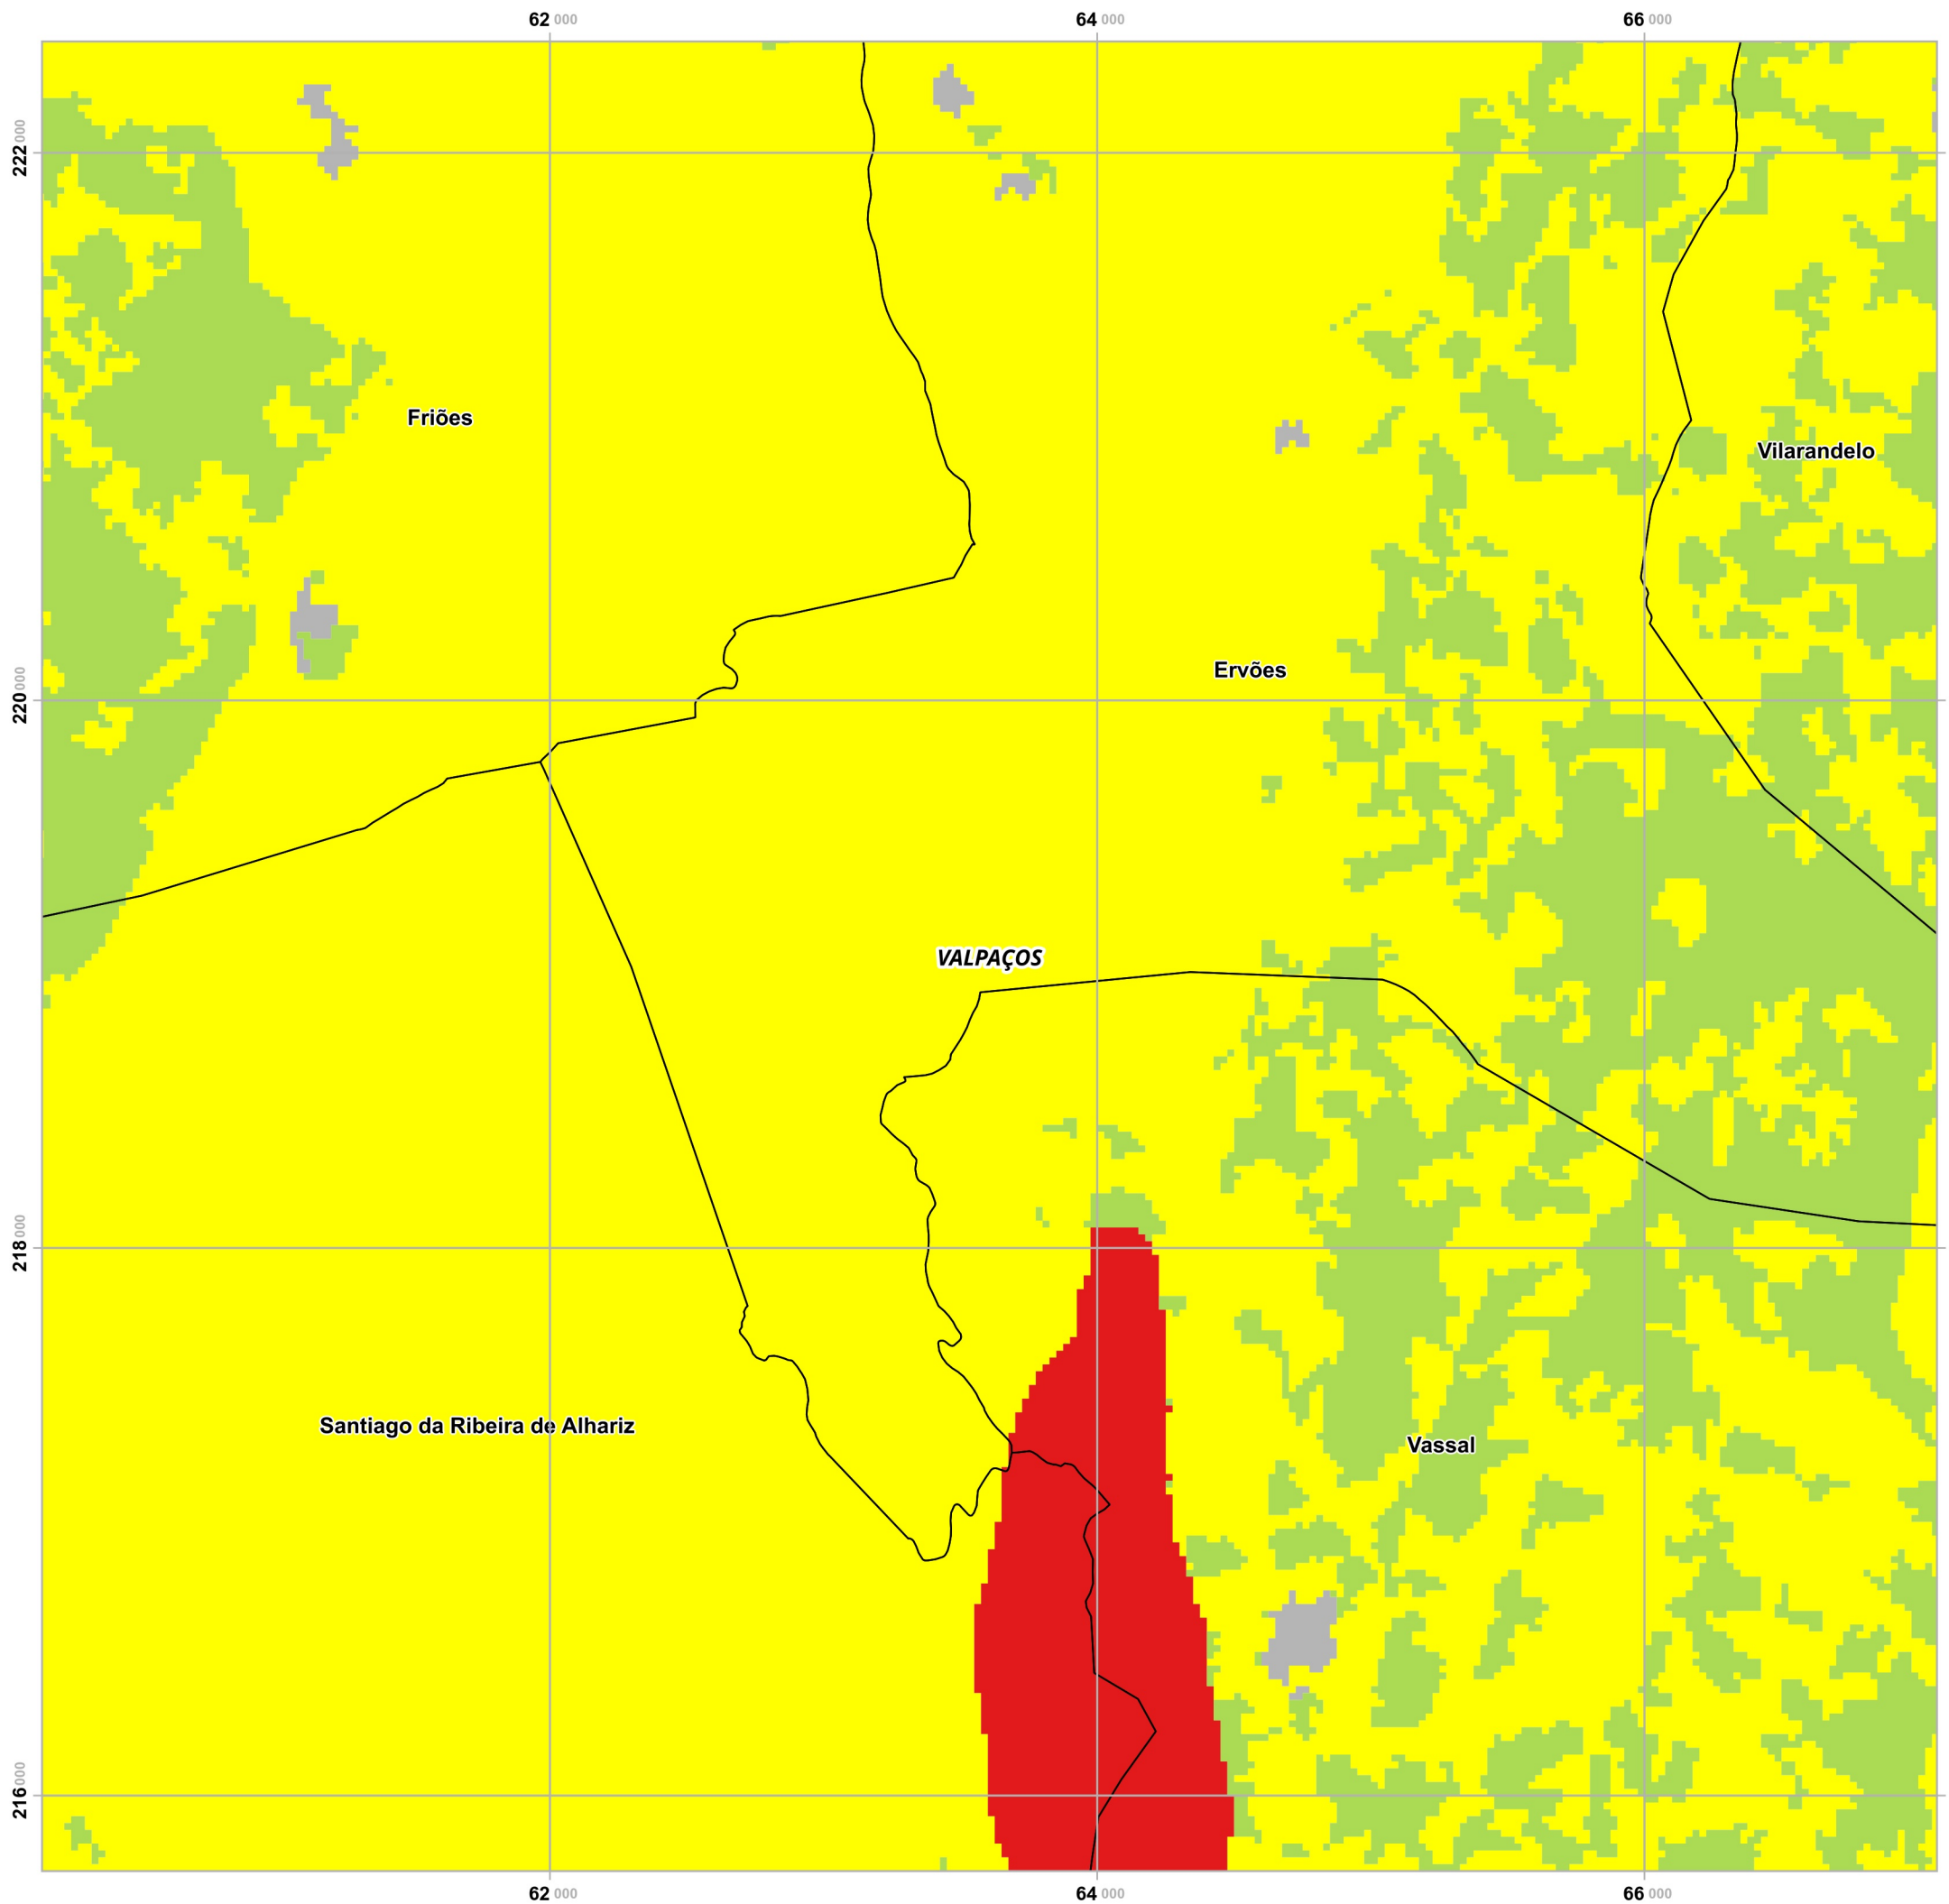 62 000 64 000 66 000
222 000
Friões
Vilarandelo
Ervões
220 000
VALPAÇOS
218 000
Santiago da Ribeira de Alhariz
Vassal
216 000
62 000 64 000 66 000